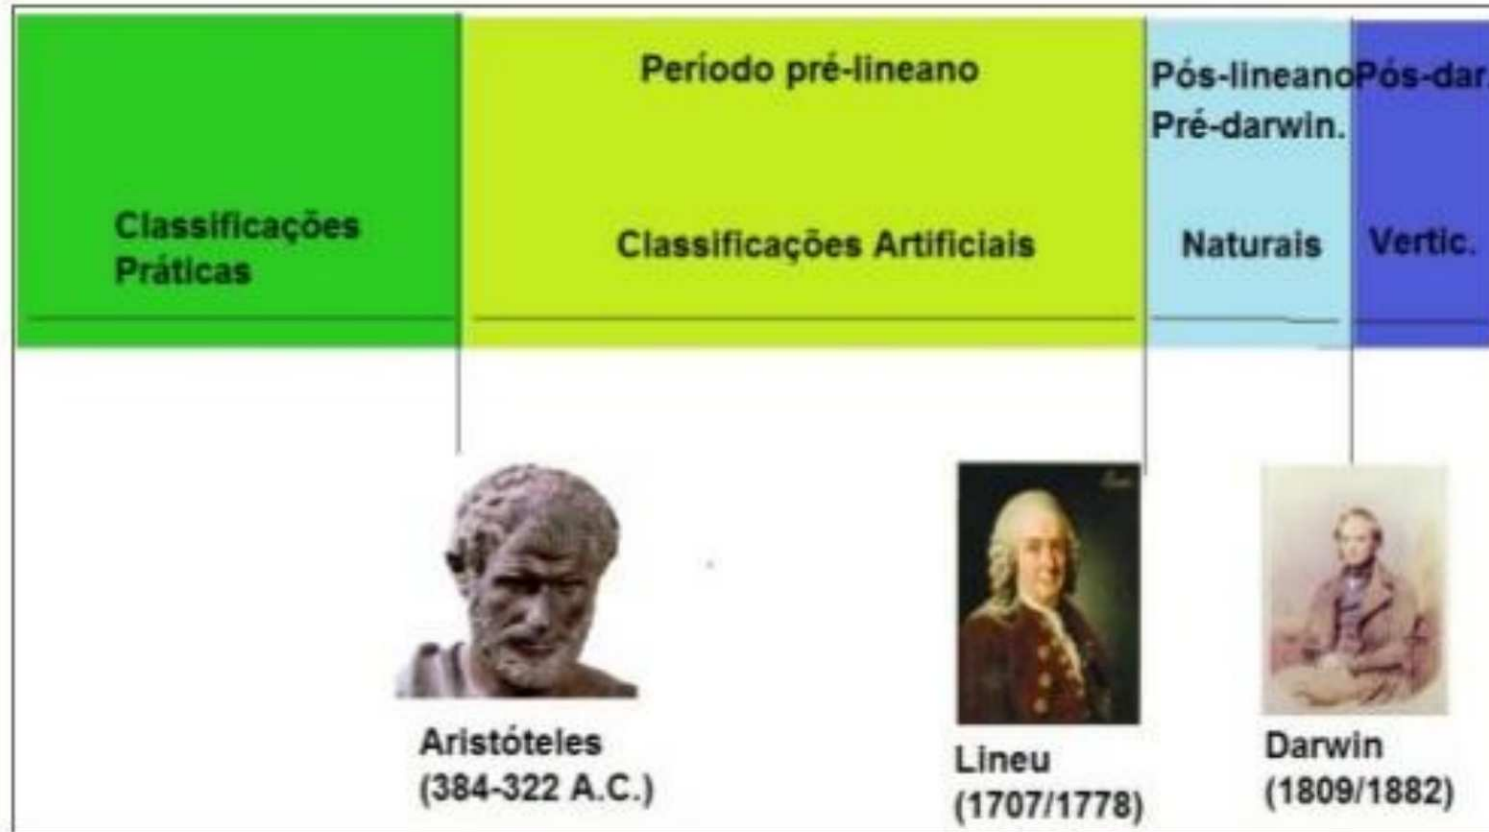 Período pré-lineano
Pós-lineano
Pré-darwin.
Pós-dar.
Classificações
Práticas
Classificações Artificiais
Naturais
Vertic.
Aristóteles
(384-322 A.C.)
Lineu
(1707/1778)
Darwin
(1809/1882)